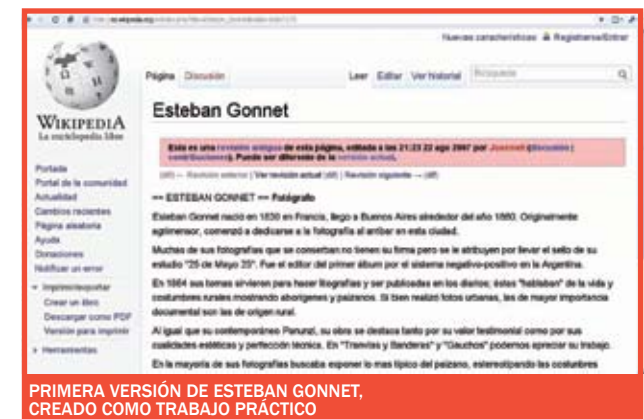 Nuevas características Registrarse/Entrar
Página Discusión Leer Editar Ver historial Búsqueda
WIKIPEDIA
La enciclopedia libre
Esteban Gonnet
Esta es una versión antigua de esta página, editada a las 21:23 22 ago 2007 por (discusión |
contribuciones). Puede ser diferente de la versión actual.
(dif) ← Revisión anterior | Ver revisión actual (dif) | Revisión siguiente → (dif)
Portada
Portal de la comunidad
Actualidad
Cambios recientes
Página aleatoria
Ayuda
Donaciones
Notificar un error
Imprimir/exportar
Crear un libro
Descargar como PDF
Versión para imprimir
Herramientas
== ESTEBAN GONNET == Fotógrafo
Esteban Gonnet nació en 1830 en Francia, llego a Buenos Aires alrededor del año 1860. Originalmente
agrimensor, comenzó a dedicarse a la fotografía al arribar en esta ciudad.
Muchas de sus fotografías que se conserban no tienen su firma pero se le atribuyen por llevar el sello de su
estudio "25 de Mayo 25". Fue el editor del primer álbum por el sistema negativo-positivo en la Argentina.
En 1864 sus tomas sirvieron para hacer litografías y ser publicadas en los diarios; éstas "hablaban" de la vida y
costumbres rurales mostrando aborígenes y paizanos. Si bien realizó fotos urbanas, las de mayor importancia
documental son las de origen rural.
Al igual que su contemporáneo Panunzi, su obra se destaca tanto por su valor testimonial como por sus
cualidades estéticas y perfección técnica. En "Tranvías y Banderas" y "Gauchos" podemos apreciar su trabajo.
En la mayoría de sus fotografías buscaba exponer lo mas típico del paizano, estereotipando las costumbres
PRIMERA VERSIÓN DE ESTEBAN GONNET,
CREADO COMO TRABAJO PRÁCTICO